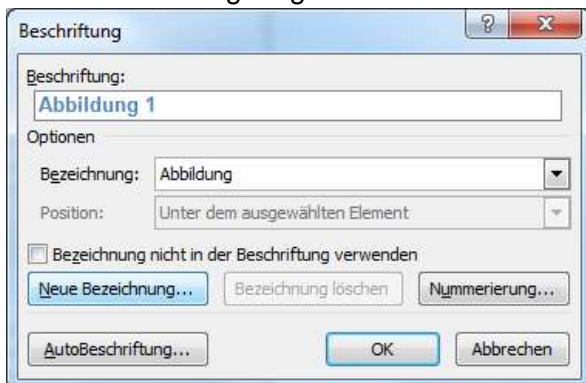 Beschriftung
Beschriftung:
Abbildung 1
Optionen
Bezeichnung: Abbildung
Position: Unter dem ausgewählten Element
Bezeichnung nicht in der Beschriftung verwenden
Neue Bezeichnung... Bezeichnung löschen Nummerierung...
AutoBeschriftung... OK Abbrechen